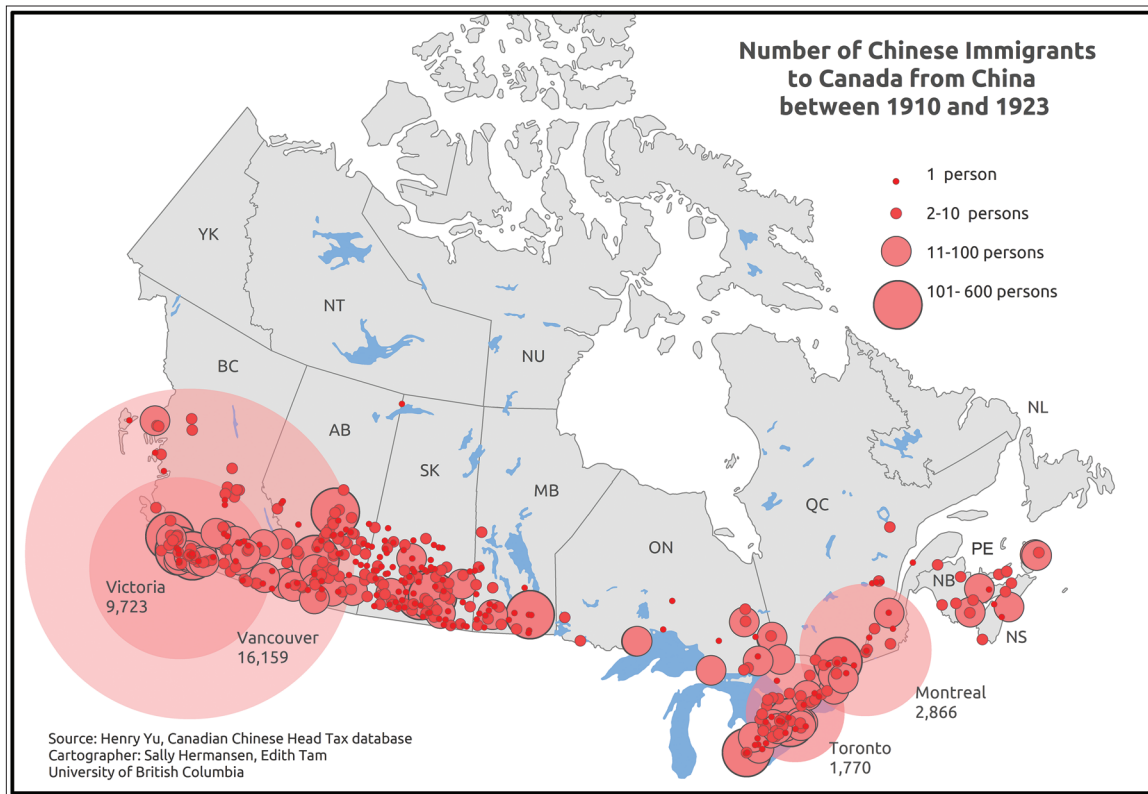 Number of Chinese Immigrants
to Canada from China
between 1910 and 1923
1 person
2-10 persons
11-100 persons
101- 600 persons
YK
NT
NU
BC
AB
SK
MB
ON
QC
NL
PE
NB
NS
Victoria
9,723
Vancouver
16,159
Montreal
2,866
Toronto
1,770
Source: Henry Yu, Canadian Chinese Head Tax database
Cartographer: Sally Hermansen, Edith Tam
University of British Columbia